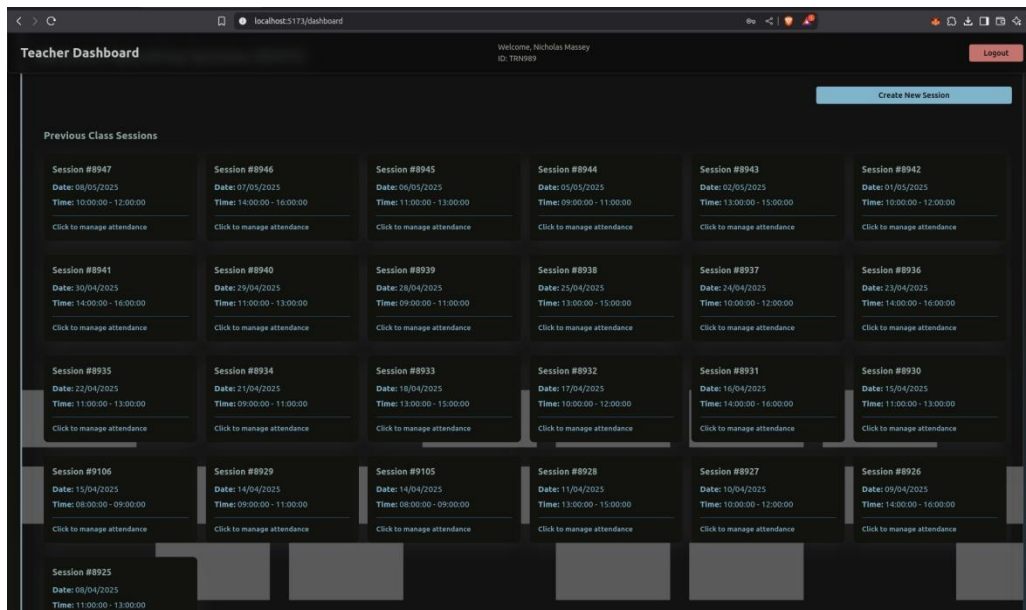 localhost:5173/dashboard
Teacher Dashboard
Welcome, Nicholas Massey
ID: TRN989
Logout
Create New Session
Previous Class Sessions
Session #8947
Date: 08/05/2025
Time: 10:00:00 - 12:00:00
Click to manage attendance
Session #8946
Date: 07/05/2025
Time: 14:00:00 - 16:00:00
Click to manage attendance
Session #8945
Date: 06/05/2025
Time: 11:00:00 - 13:00:00
Click to manage attendance
Session #8944
Date: 05/05/2025
Time: 09:00:00 - 11:00:00
Click to manage attendance
Session #8943
Date: 02/05/2025
Time: 13:00:00 - 15:00:00
Click to manage attendance
Session #8942
Date: 01/05/2025
Time: 10:00:00 - 12:00:00
Click to manage attendance
Session #8941
Date: 30/04/2025
Time: 14:00:00 - 16:00:00
Click to manage attendance
Session #8940
Date: 29/04/2025
Time: 11:00:00 - 13:00:00
Click to manage attendance
Session #8939
Date: 28/04/2025
Time: 09:00:00 - 11:00:00
Click to manage attendance
Session #8938
Date: 25/04/2025
Time: 13:00:00 - 15:00:00
Click to manage attendance
Session #8937
Date: 24/04/2025
Time: 10:00:00 - 12:00:00
Click to manage attendance
Session #8936
Date: 23/04/2025
Time: 14:00:00 - 16:00:00
Click to manage attendance
Session #8935
Date: 22/04/2025
Time: 11:00:00 - 13:00:00
Click to manage attendance
Session #8934
Date: 21/04/2025
Time: 09:00:00 - 11:00:00
Click to manage attendance
Session #8933
Date: 18/04/2025
Time: 13:00:00 - 15:00:00
Click to manage attendance
Session #8932
Date: 17/04/2025
Time: 10:00:00 - 12:00:00
Click to manage attendance
Session #8931
Date: 16/04/2025
Time: 14:00:00 - 16:00:00
Click to manage attendance
Session #8930
Date: 15/04/2025
Time: 11:00:00 - 13:00:00
Click to manage attendance
Session #9106
Date: 15/04/2025
Time: 08:00:00 - 09:00:00
Click to manage attendance
Session #8929
Date: 14/04/2025
Time: 09:00:00 - 11:00:00
Click to manage attendance
Session #9105
Date: 14/04/2025
Time: 08:00:00 - 09:00:00
Click to manage attendance
Session #8928
Date: 11/04/2025
Time: 13:00:00 - 15:00:00
Click to manage attendance
Session #8927
Date: 10/04/2025
Time: 10:00:00 - 12:00:00
Click to manage attendance
Session #8926
Date: 09/04/2025
Time: 14:00:00 - 16:00:00
Click to manage attendance
Session #8925
Date: 08/04/2025
Time: 11:00:00 - 13:00:00